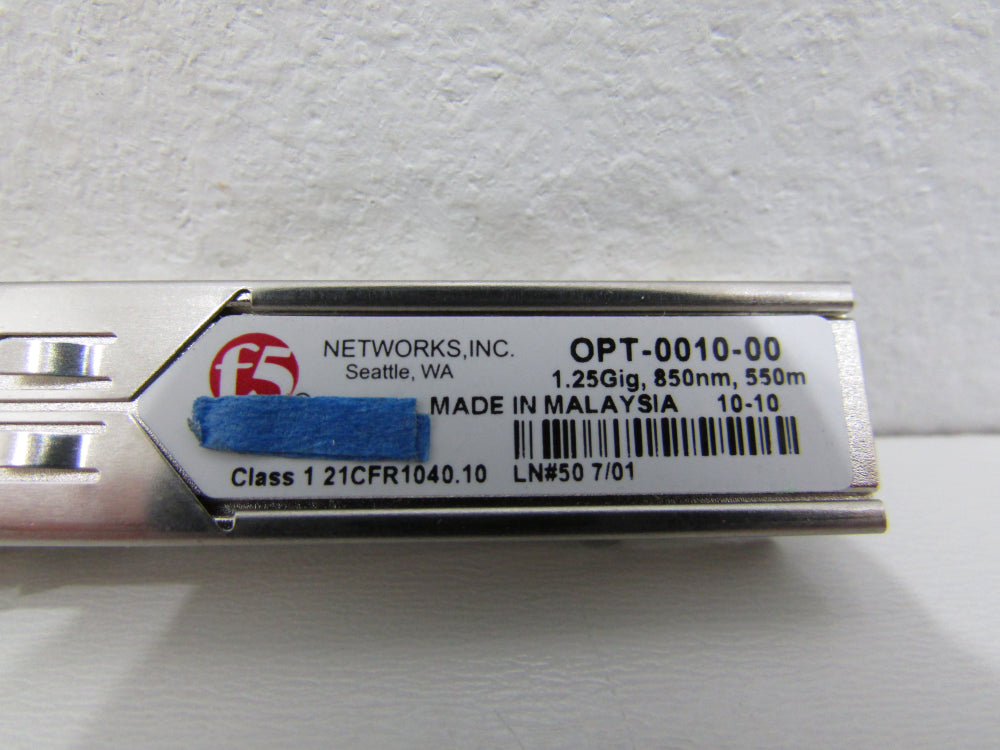 f5 NETWORKS,INC.
Seattle, WA
OPT-0010-00
1.25Gig, 850nm, 550m
MADE IN MALAYSIA 10-10
Class 1 21CFR1040.10 LN#50 7/01